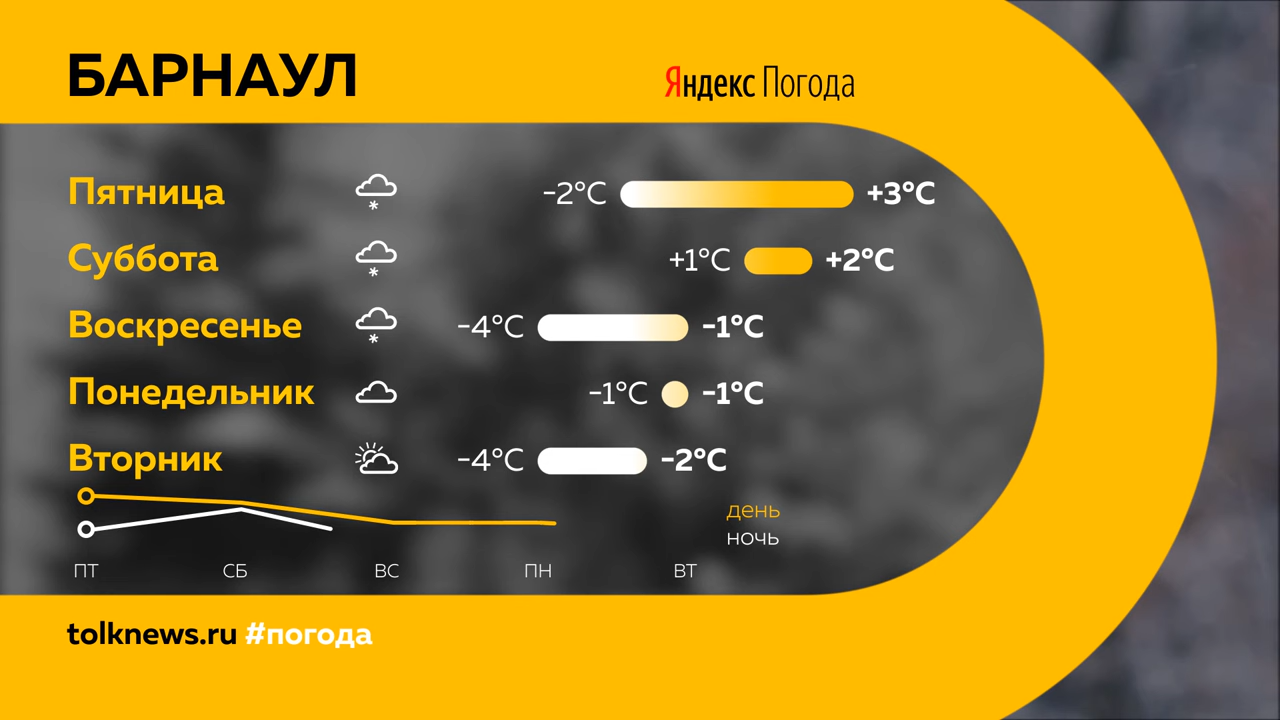 БАРНАУЛ
Яндекс Погода
Пятница -2°C +3°C
Суббота +1°C +2°C
Воскресенье -4°C -1°C
Понедельник -1°C -1°C
Вторник -4°C -2°C
день
ночь
ПТ СБ ВС ПН ВТ
tolknews.ru #погода